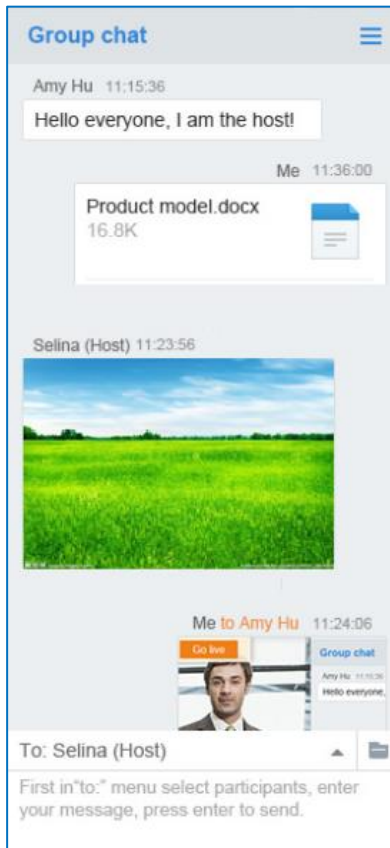 Group chat
Amy Hu 11:15:36
Hello everyone, I am the host!
Me 11:36:00
Product model.docx
16.8K
Selina (Host) 11:23:56
Me to Amy Hu 11:24:06
Go live
Group chat
Amy Hu 11:15:36
Hello everyone,
To: Selina (Host)
First in“to:” menu select participants, enter
your message, press enter to send.